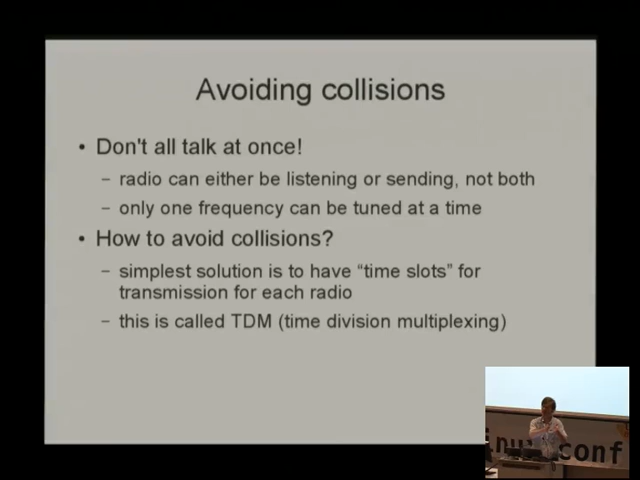 Avoiding collisions
• Don't all talk at once!
– radio can either be listening or sending, not both
– only one frequency can be tuned at a time
• How to avoid collisions?
– simplest solution is to have “time slots” for
transmission for each radio
– this is called TDM (time division multiplexing)
conf